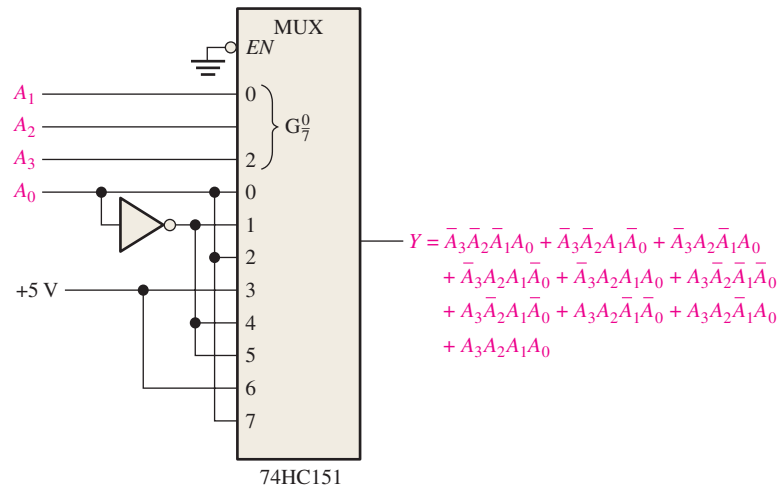 MUX
EN
A₁ 0
A₂ G 0/7
A₃ 2
A₀ 0
1
2
+5 V 3
4
5
6
7
Y = A̅₃A̅₂A̅₁A₀ + A̅₃A̅₂A₁A̅₀ + A̅₃A₂A̅₁A₀
+ A̅₃A₂A₁A̅₀ + A̅₃A₂A₁A₀ + A₃A̅₂A̅₁A̅₀
+ A₃A̅₂A₁A̅₀ + A₃A₂A̅₁A̅₀ + A₃A₂A̅₁A₀
+ A₃A₂A₁A₀
74HC151